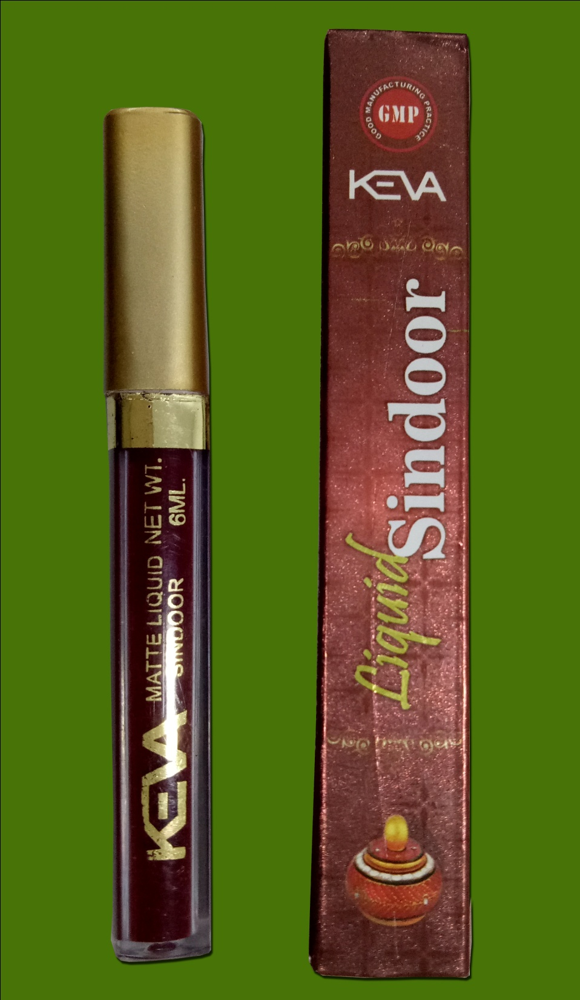 KEVA
MATTE LIQUID NET WT.
SINDOOR 6ML.
GOOD MANUFACTURING PRACTICE
GMP
KEVA
Liquid
Sindoor